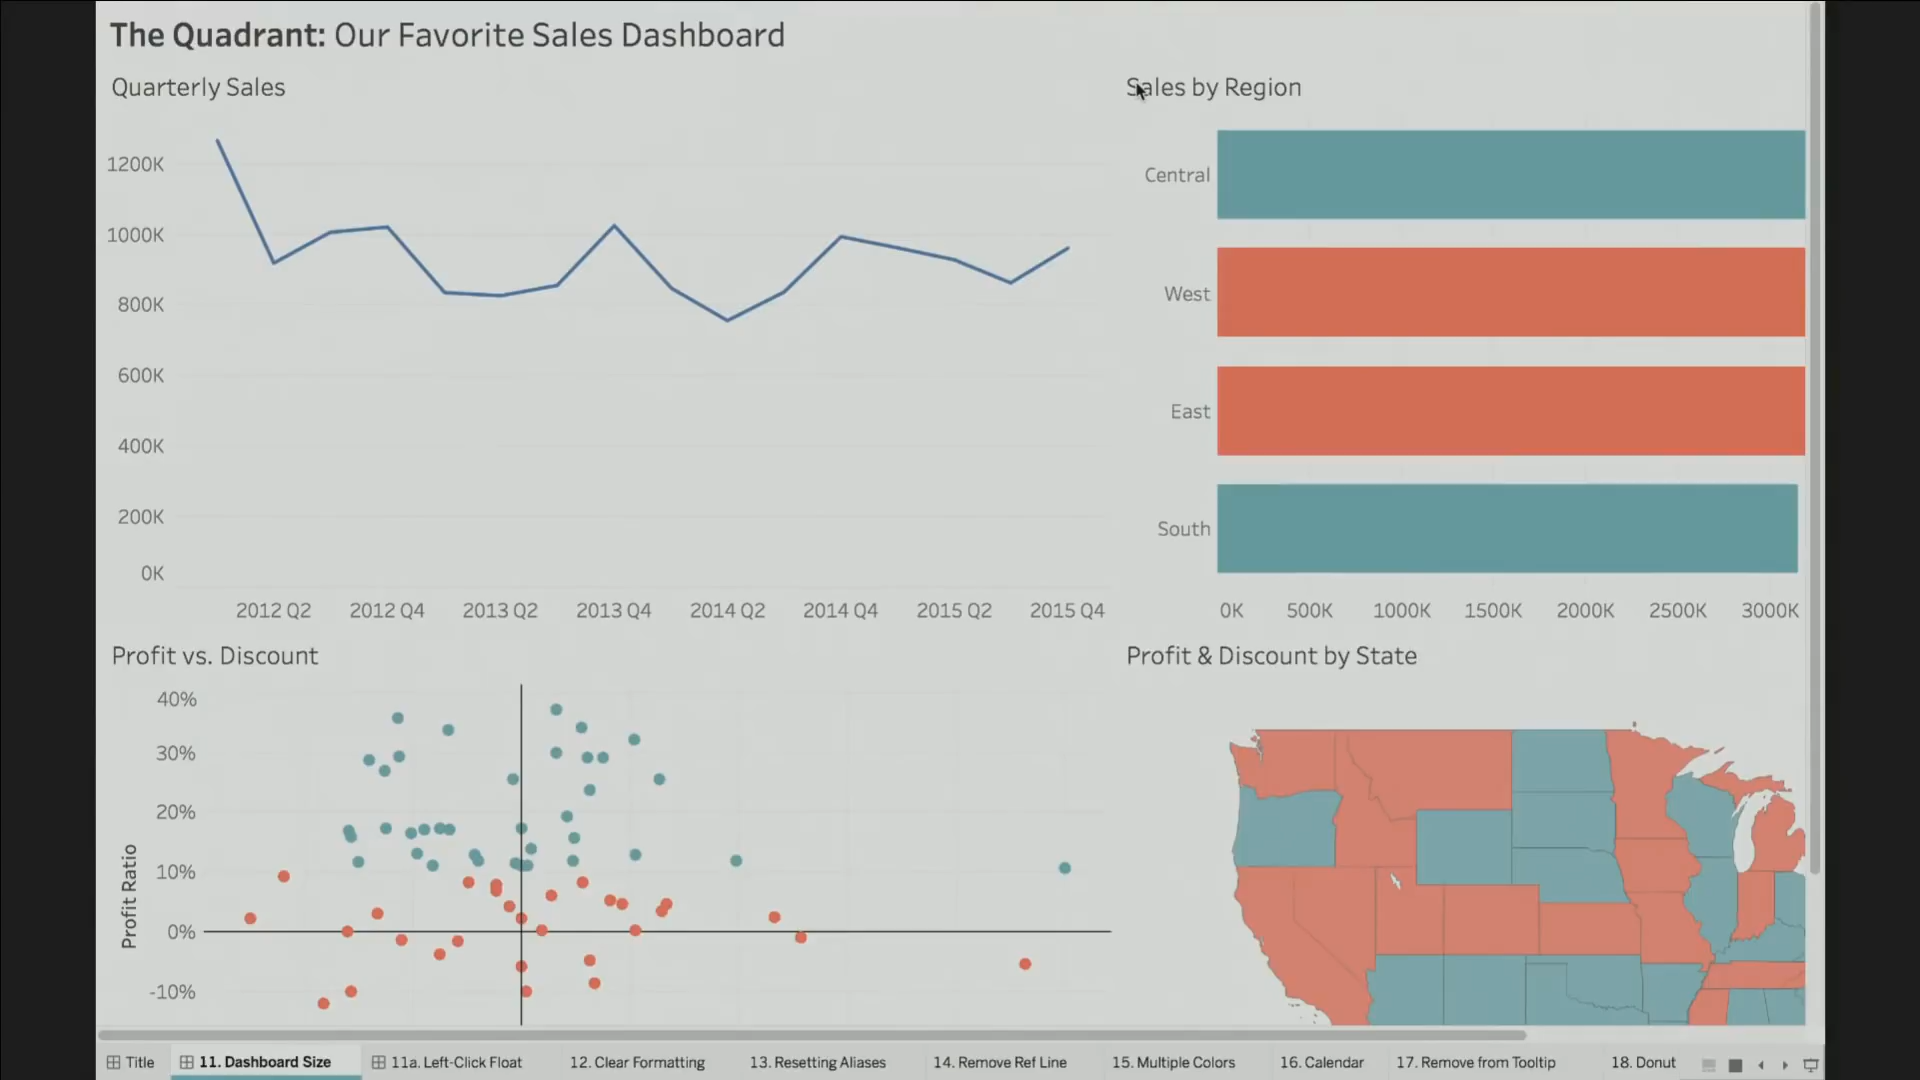 The Quadrant: Our Favorite Sales Dashboard
Quarterly Sales
1200K
1000K
800K
600K
400K
200K
0K
2012 Q2 2012 Q4 2013 Q2 2013 Q4 2014 Q2 2014 Q4 2015 Q2 2015 Q4
Sales by Region
Central
West
East
South
0K 500K 1000K 1500K 2000K 2500K 3000K
Profit vs. Discount
Profit Ratio
40%
30%
20%
10%
0%
-10%
Profit & Discount by State
Title 11. Dashboard Size 11a. Left-Click Float 12. Clear Formatting 13. Resetting Aliases 14. Remove Ref Line 15. Multiple Colors 16. Calendar 17. Remove from Tooltip 18. Donut